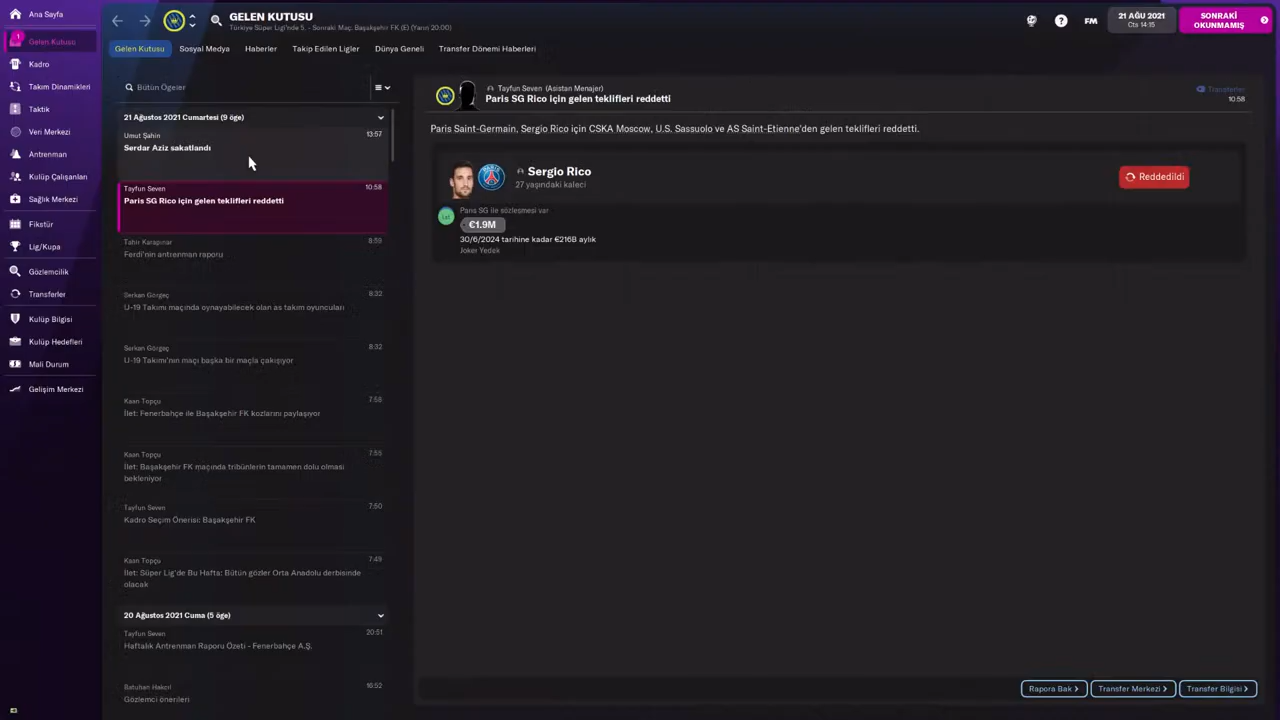 Ana Sayfa
1
Gelen Kutusu
Kadro
Takım Dinamikleri
Taktik
Veri Merkezi
Antrenman
Kulüp Çalışanları
Sağlık Merkezi
Fikstür
Lig/Kupa
Gözlemcilik
Transferler
Kulüp Bilgisi
Kulüp Hedefleri
Mali Durum
Gelişim Merkezi
GELEN KUTUSU
Türkiye Süper Ligi'nde 5. - Sonraki Maç: Başakşehir FK (E) (Yarın 20:00)
FM
21 AĞU 2021
Cts 14:15
SONRAKİ
OKUNMAMIŞ
Gelen Kutusu
Sosyal Medya
Haberler
Takip Edilen Ligler
Dünya Geneli
Transfer Dönemi Haberleri
Bütün Ögeler
21 Ağustos 2021 Cumartesi (9 öge)
Umut Şahin 13:57
Serdar Aziz sakatlandı
Tayfun Seven 10:58
Paris SG Rico için gelen teklifleri reddetti
Tahir Karapınar 8:59
Ferdi'nin antrenman raporu
Serkan Görgeç 8:32
U-19 Takımı maçında oynayabilecek olan as takım oyuncuları
Serkan Görgeç 8:32
U-19 Takımı'nın maçı başka bir maçla çakışıyor
Kaan Topçu 7:58
İlet: Fenerbahçe ile Başakşehir FK kozlarını paylaşıyor
Kaan Topçu 7:55
İlet: Başakşehir FK maçında tribünlerin tamamen dolu olması
bekleniyor
Tayfun Seven 7:50
Kadro Seçim Önerisi: Başakşehir FK
Kaan Topçu 7:49
İlet: Süper Lig'de Bu Hafta: Bütün gözler Orta Anadolu derbisinde
olacak
20 Ağustos 2021 Cuma (5 öge)
Tayfun Seven 20:51
Haftalık Antrenman Raporu Özeti - Fenerbahçe A.Ş.
Batuhan Hakcıl 16:52
Gözlemci önerileri
Tayfun Seven (Asistan Menajer)
Paris SG Rico için gelen teklifleri reddetti
Transferler
10:58
Paris Saint-Germain, Sergio Rico için CSKA Moscow, U.S. Sassuolo ve AS Saint-Etienne'den gelen teklifleri reddetti.
Sergio Rico
27 yaşındaki kaleci
Reddedildi
Paris SG ile sözleşmesi var
€1.9M
30/6/2024 tarihine kadar €216B aylık
Joker Yedek
Rapora Bak
Transfer Merkezi
Transfer Bilgisi